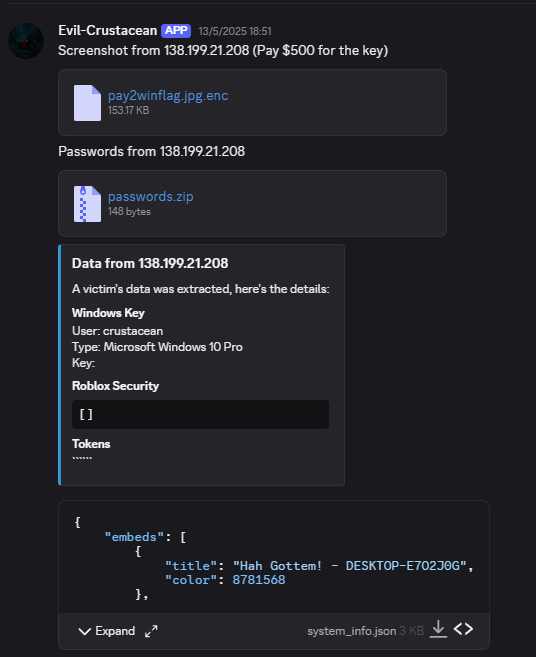 Evil-Crustacean APP 13/5/2025 18:51
Screenshot from 138.199.21.208 (Pay $500 for the key)
pay2winflag.jpg.enc
153.17 KB
Passwords from 138.199.21.208
passwords.zip
148 bytes
Data from 138.199.21.208
A victim's data was extracted, here's the details:
Windows Key
User: crustacean
Type: Microsoft Windows 10 Pro
Key:
Roblox Security
[]
Tokens
``````
{
"embeds": [
{
"title": "Hah Gottem! - DESKTOP-E7O2J0G",
"color": 8781568
},
Expand system_info.json 3 KB